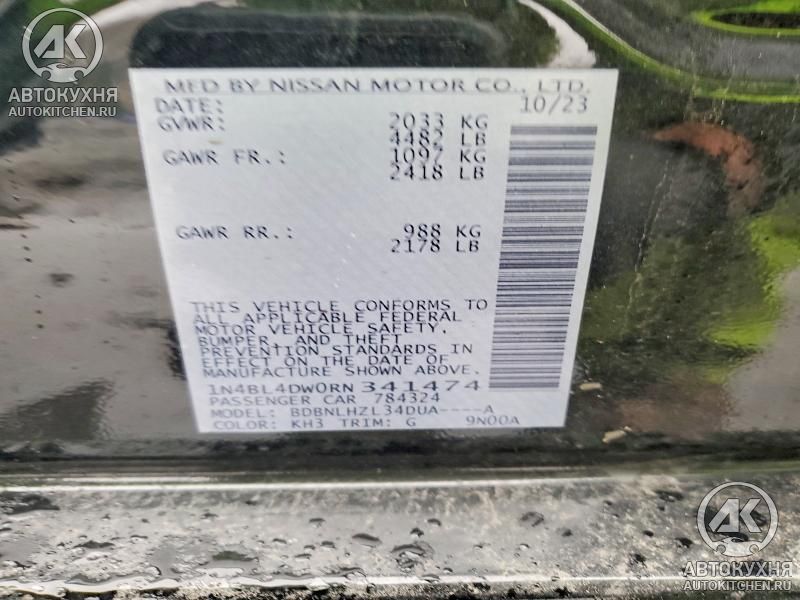 AK
АВТОКУХНЯ
AUTOKITCHEN.RU
MFD BY NISSAN MOTOR CO., LTD.
DATE: 10/23
GVWR: 2033 KG
4482 LB
GAWR FR.: 1097 KG
2418 LB
GAWR RR.: 988 KG
2178 LB
THIS VEHICLE CONFORMS TO
ALL APPLICABLE FEDERAL
MOTOR VEHICLE SAFETY,
BUMPER, AND THEFT
PREVENTION STANDARDS IN
EFFECT ON THE DATE OF
MANUFACTURE SHOWN ABOVE.
1N4BL4DW0RN341474
PASSENGER CAR 784324
MODEL: BDBNLHZL34DUA----A
COLOR: KH3 TRIM: G 9N00A
AK
АВТОКУХНЯ
AUTOKITCHEN.RU